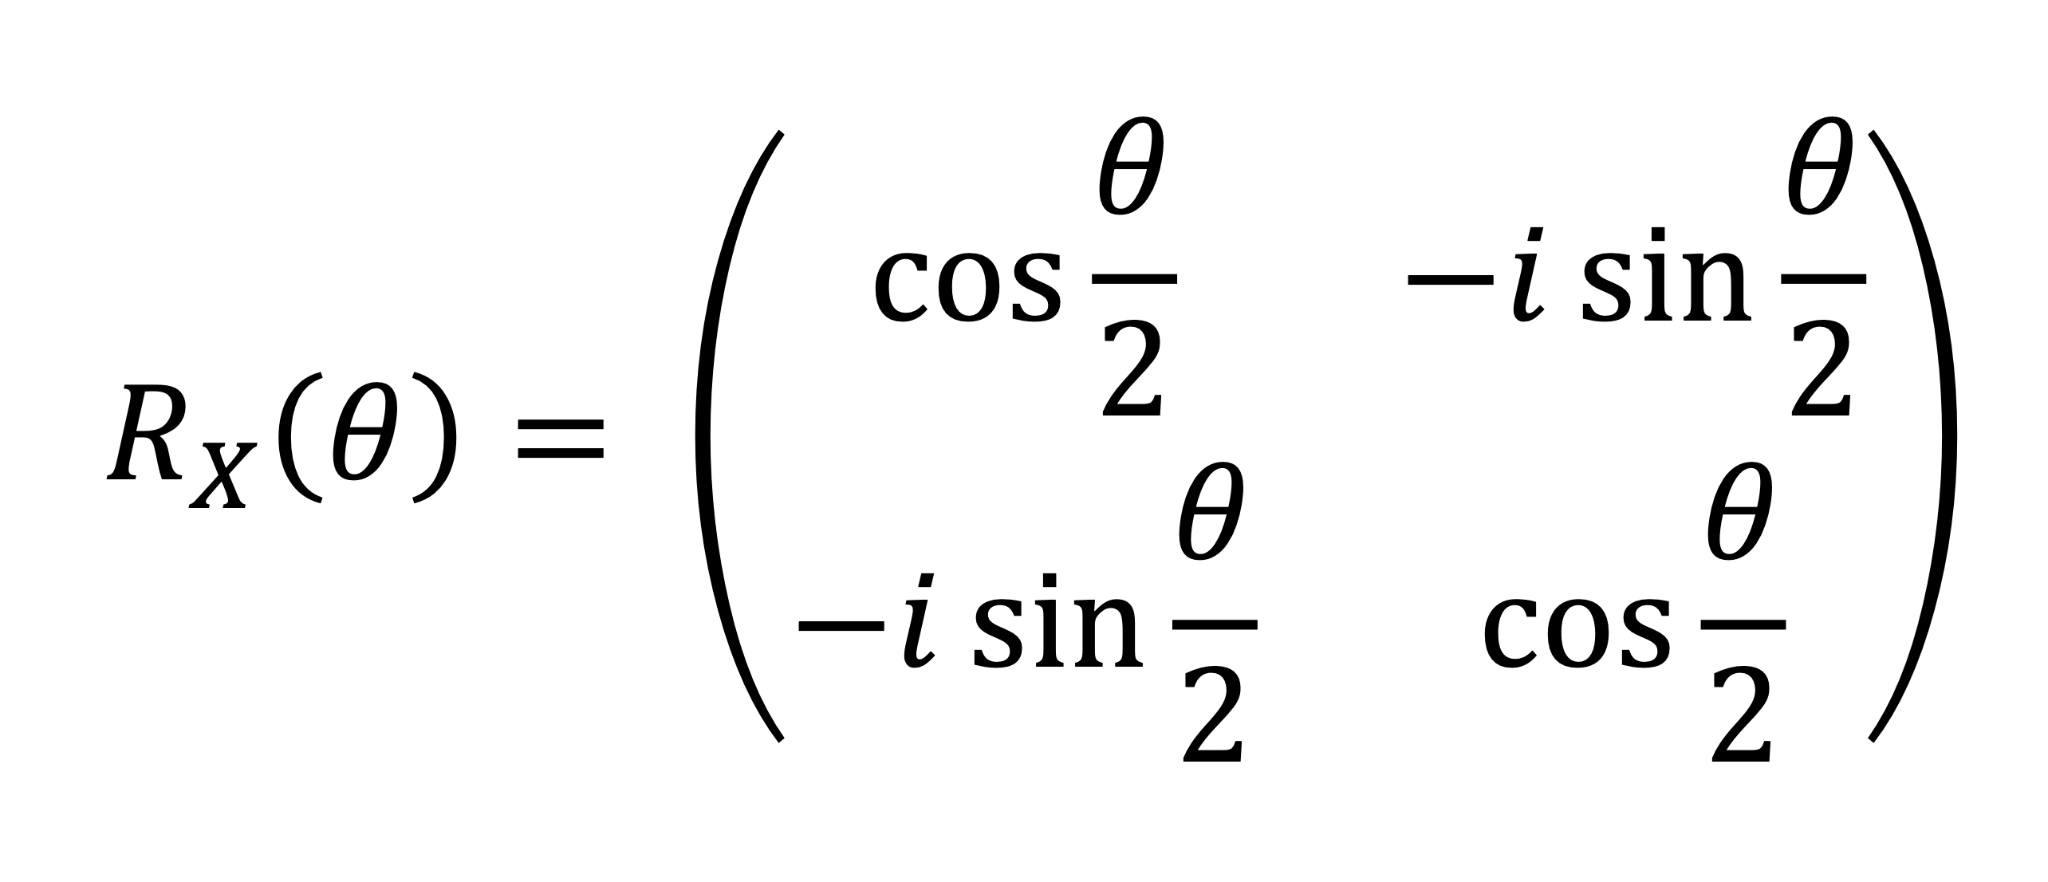 R_X(θ) = ( cos θ/2   −i sin θ/2
−i sin θ/2   cos θ/2 )